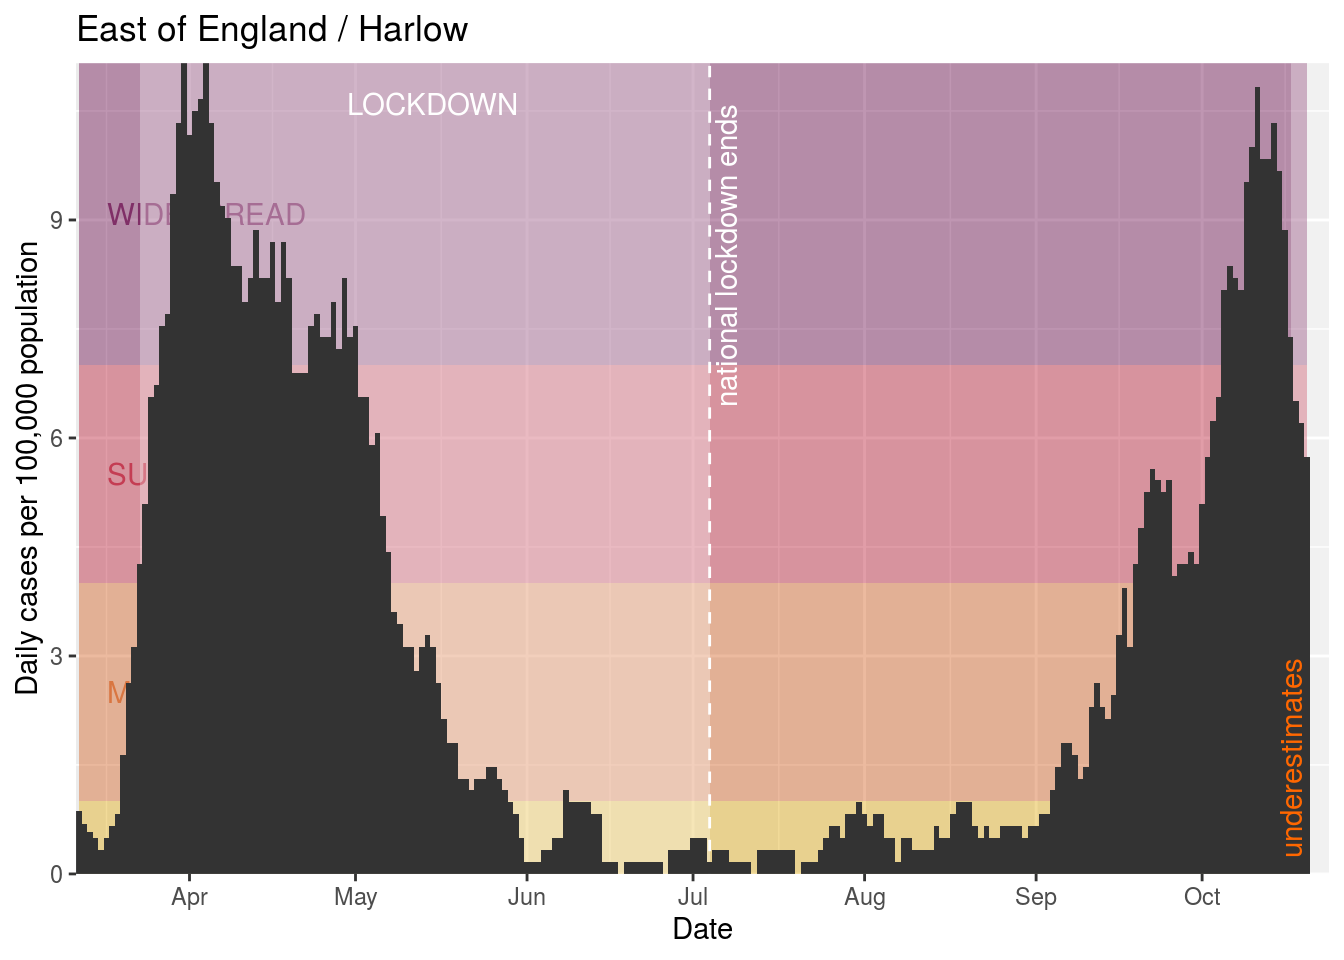 East of England / Harlow
Daily cases per 100,000 population
9
6
3
0
LOCKDOWN
national lockdown ends
underestimates
Apr
May
Jun
Jul
Aug
Sep
Oct
Date